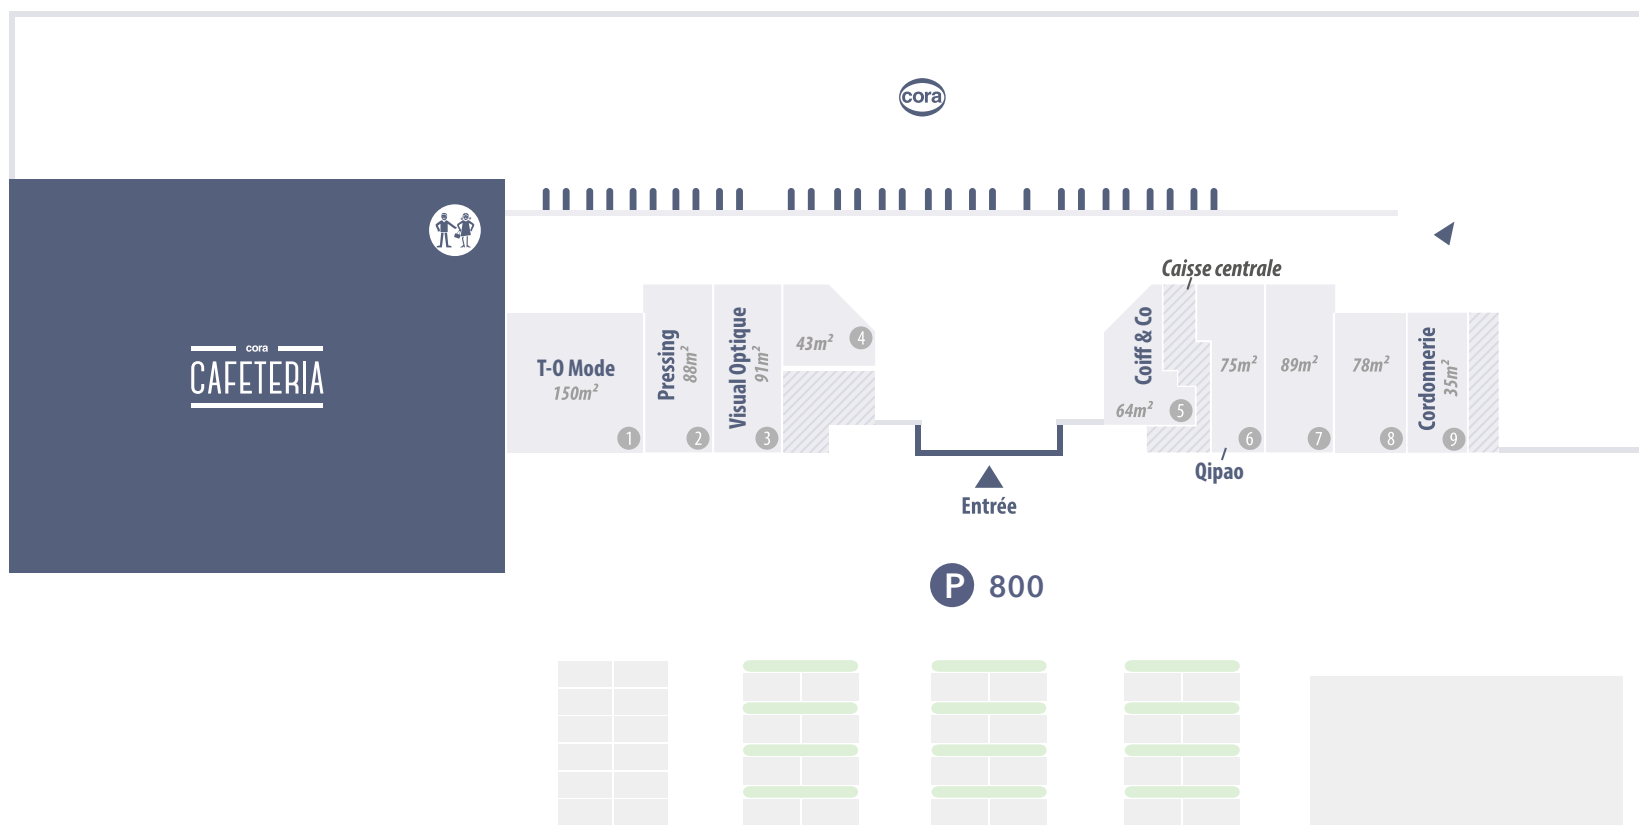 cora
cora
CAFETERIA
Caisse centrale
T-O Mode
150m²
1
Pressing
88m²
2
Visual Optique
91m²
3
43m²
4
Coiff & Co
64m²
5
75m²
6
Qipao
89m²
7
78m²
8
Cordonnerie
35m²
9
Entrée
P 800